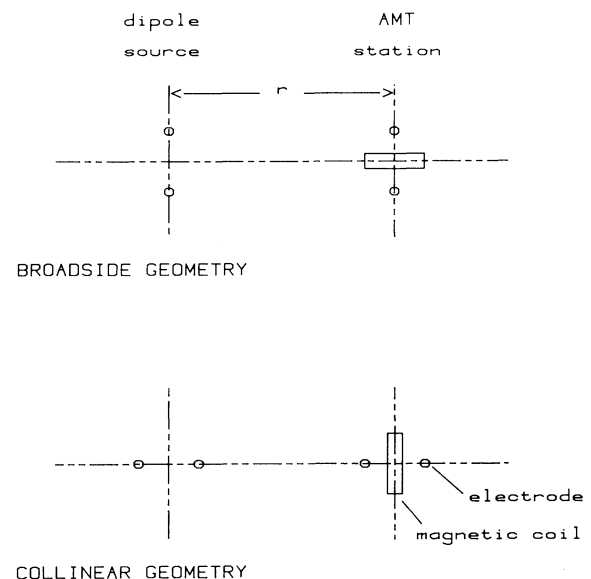 dipole AMT
source station
r
BROADSIDE GEOMETRY
electrode
magnetic coil
COLLINEAR GEOMETRY